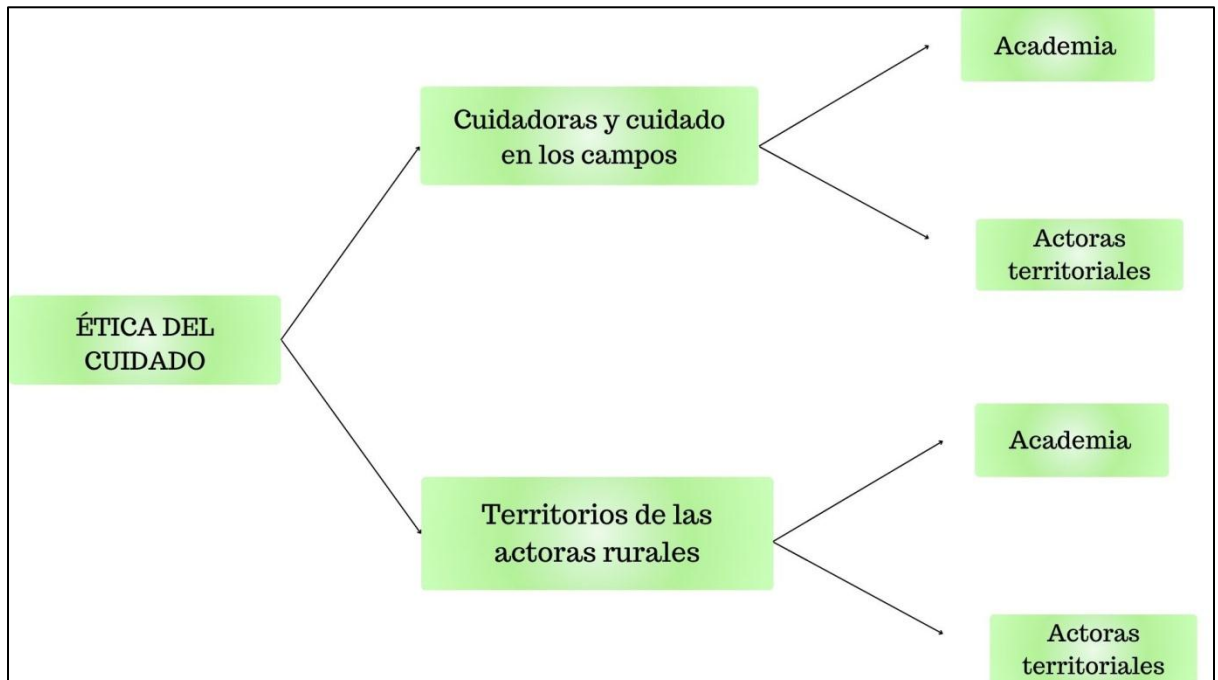 Academia
Cuidadoras y cuidado
en los campos
Actoras
territoriales
ÉTICA DEL
CUIDADO
Academia
Territorios de las
actoras rurales
Actoras
territoriales